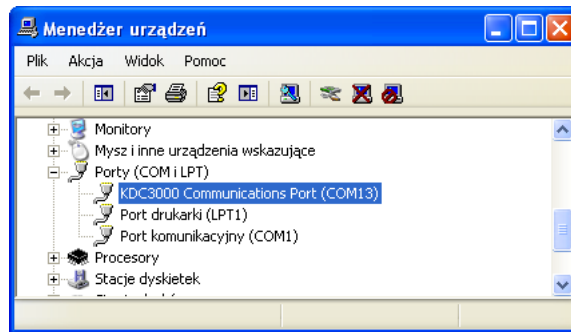 Menedżer urządzeń
Plik Akcja Widok Pomoc
Monitory
Mysz i inne urządzenia wskazujące
Porty (COM i LPT)
KDC3000 Communications Port (COM13)
Port drukarki (LPT1)
Port komunikacyjny (COM1)
Procesory
Stacje dyskietek